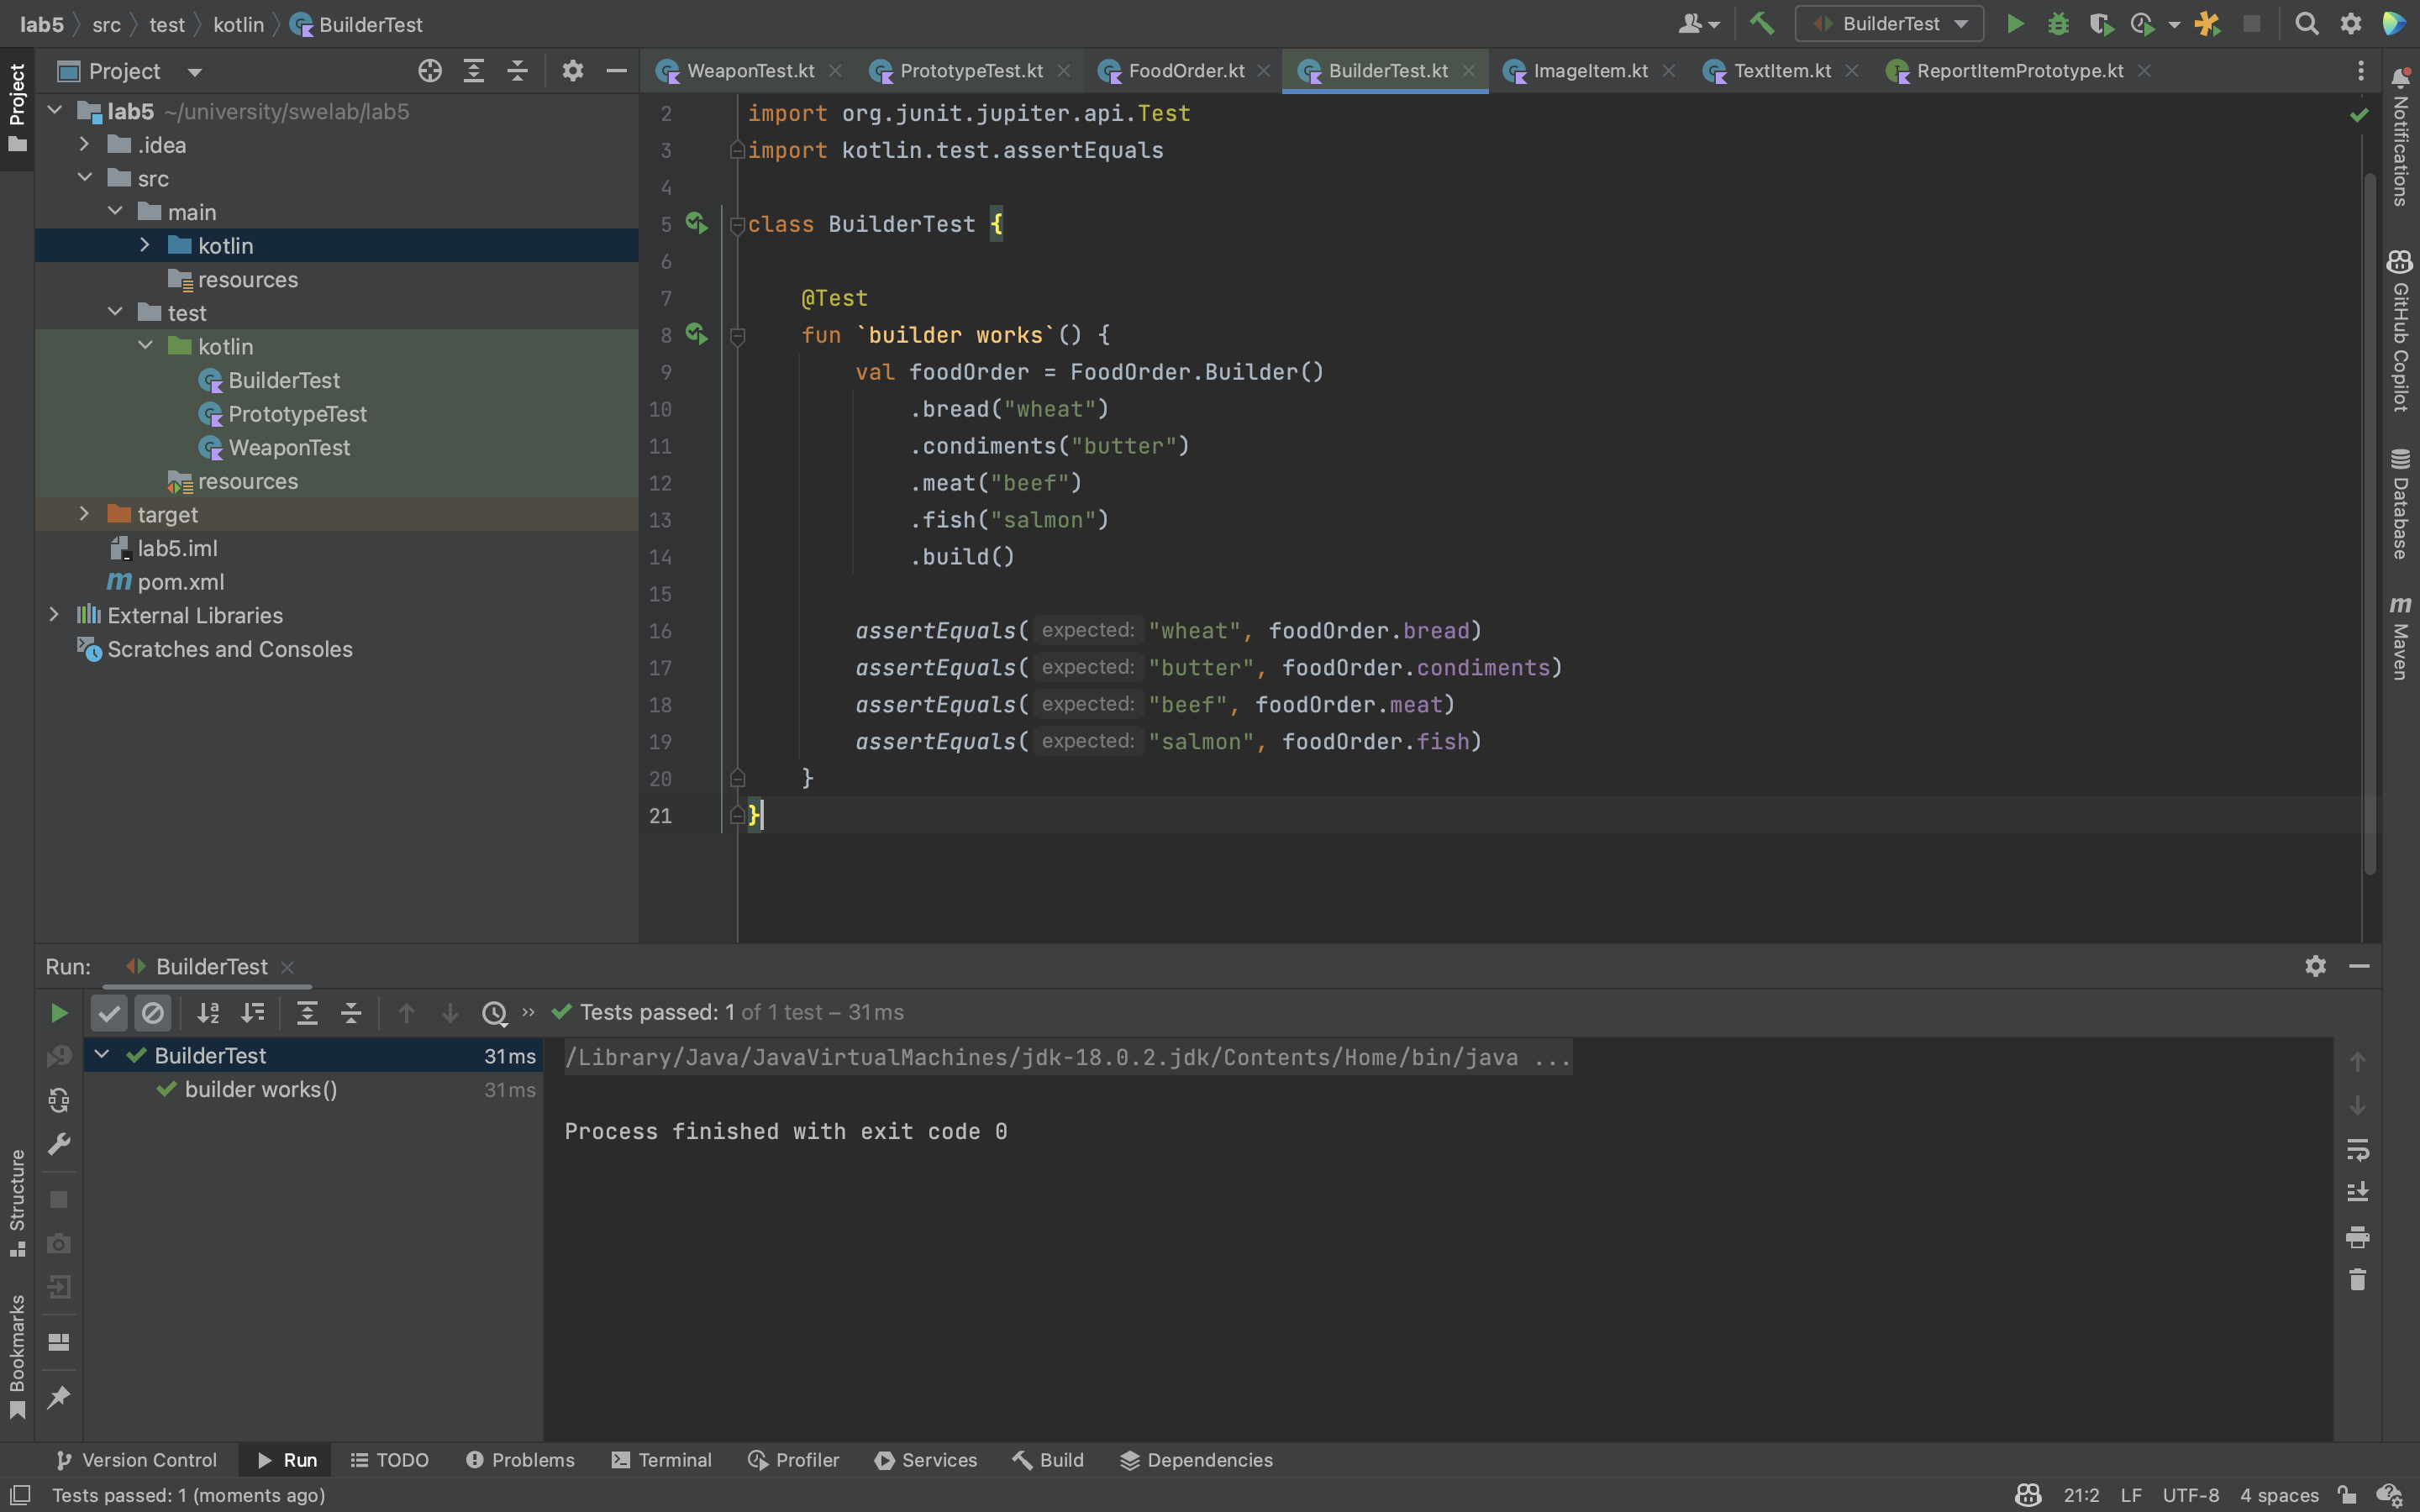 lab5 src test kotlin BuilderTest
BuilderTest
Project
WeaponTest.kt PrototypeTest.kt FoodOrder.kt BuilderTest.kt ImageItem.kt TextItem.kt ReportItemPrototype.kt
Project
lab5 ~/university/swelab/lab5
.idea
src
main
kotlin
resources
test
kotlin
BuilderTest
PrototypeTest
WeaponTest
resources
target
lab5.iml
m pom.xml
External Libraries
Scratches and Consoles
2 import org.junit.jupiter.api.Test
3 import kotlin.test.assertEquals
4
5 class BuilderTest {
6
7 @Test
8 fun `builder works`() {
9 val foodOrder = FoodOrder.Builder()
10 .bread("wheat")
11 .condiments("butter")
12 .meat("beef")
13 .fish("salmon")
14 .build()
15
16 assertEquals( expected: "wheat", foodOrder.bread)
17 assertEquals( expected: "butter", foodOrder.condiments)
18 assertEquals( expected: "beef", foodOrder.meat)
19 assertEquals( expected: "salmon", foodOrder.fish)
20 }
21 }
Notifications
GitHub Copilot
Database
m Maven
Run: BuilderTest
Tests passed: 1 of 1 test – 31 ms
BuilderTest 31 ms
builder works() 31 ms
/Library/Java/JavaVirtualMachines/jdk-18.0.2.jdk/Contents/Home/bin/java ...
Process finished with exit code 0
Structure
Bookmarks
Version Control Run TODO Problems Terminal Profiler Services Build Dependencies
Tests passed: 1 (moments ago) 21:2 LF UTF-8 4 spaces